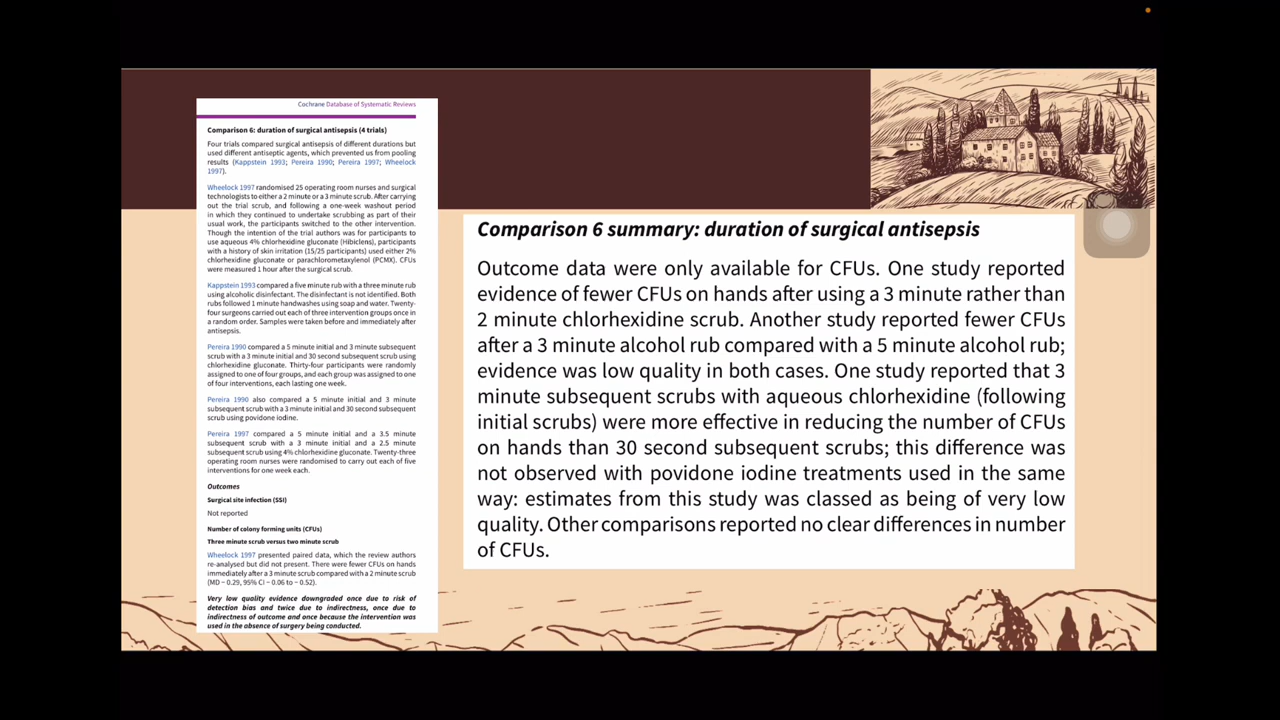 Cochrane Database of Systematic Reviews
Comparison 6: duration of surgical antisepsis (4 trials)
Four trials compared surgical antisepsis of different durations but
used different antiseptic agents, which prevented us from pooling
results (Kappstein 1993; Pereira 1990; Pereira 1997; Wheelock
1997).
Wheelock 1997 randomised 25 operating room nurses and surgical
technologists to either a 2 minute or a 3 minute scrub. After carrying
out the trial scrub, and following a one-week washout period
in which they continued to undertake scrubbing as part of their
usual work, the participants switched to the other intervention.
Though the intention of the trial authors was for participants to
use aqueous 4% chlorhexidine gluconate (Hibiclens), participants
with a history of skin irritation (15/25 participants) used either 2%
chlorhexidine gluconate or parachlorometaxylenol (PCMX). CFUs
were measured 1 hour after the surgical scrub.
Kappstein 1993 compared a five minute rub with a three minute rub
using alcoholic disinfectant. The disinfectant is not identified. Both
rubs followed 1 minute handwashes using soap and water. Twenty-
four surgeons carried out each of three intervention groups once in
a random order. Samples were taken before and immediately after
antisepsis.
Pereira 1990 compared a 5 minute initial and 3 minute subsequent
scrub with a 3 minute initial and 30 second subsequent scrub using
chlorhexidine gluconate. Thirty-four participants were randomly
assigned to one of four groups, and each group was assigned to one
of four interventions, each lasting one week.
Pereira 1990 also compared a 5 minute initial and 3 minute
subsequent scrub with a 3 minute initial and 30 second subsequent
scrub using povidone iodine.
Pereira 1997 compared a 5 minute initial and a 3.5 minute
subsequent scrub with a 3 minute initial and a 2.5 minute
subsequent scrub using 4% chlorhexidine gluconate. Twenty-three
operating room nurses were randomised to carry out each of five
interventions for one week each.
Outcomes
Surgical site infection (SSI)
Not reported
Number of colony forming units (CFUs)
Three minute scrub versus two minute scrub
Wheelock 1997 presented paired data, which the review authors
re-analysed but did not present. There were fewer CFUs on hands
immediately after a 3 minute scrub compared with a 2 minute scrub
(MD − 0.29, 95% CI − 0.06 to − 0.52).
Very low quality evidence downgraded once due to risk of
detection bias and twice due to indirectness, once due to
indirectness of outcome and once because the intervention was
used in the absence of surgery being conducted.
Comparison 6 summary: duration of surgical antisepsis
Outcome data were only available for CFUs. One study reported
evidence of fewer CFUs on hands after using a 3 minute rather than
2 minute chlorhexidine scrub. Another study reported fewer CFUs
after a 3 minute alcohol rub compared with a 5 minute alcohol rub;
evidence was low quality in both cases. One study reported that 3
minute subsequent scrubs with aqueous chlorhexidine (following
initial scrubs) were more effective in reducing the number of CFUs
on hands than 30 second subsequent scrubs; this difference was
not observed with povidone iodine treatments used in the same
way: estimates from this study was classed as being of very low
quality. Other comparisons reported no clear differences in number
of CFUs.